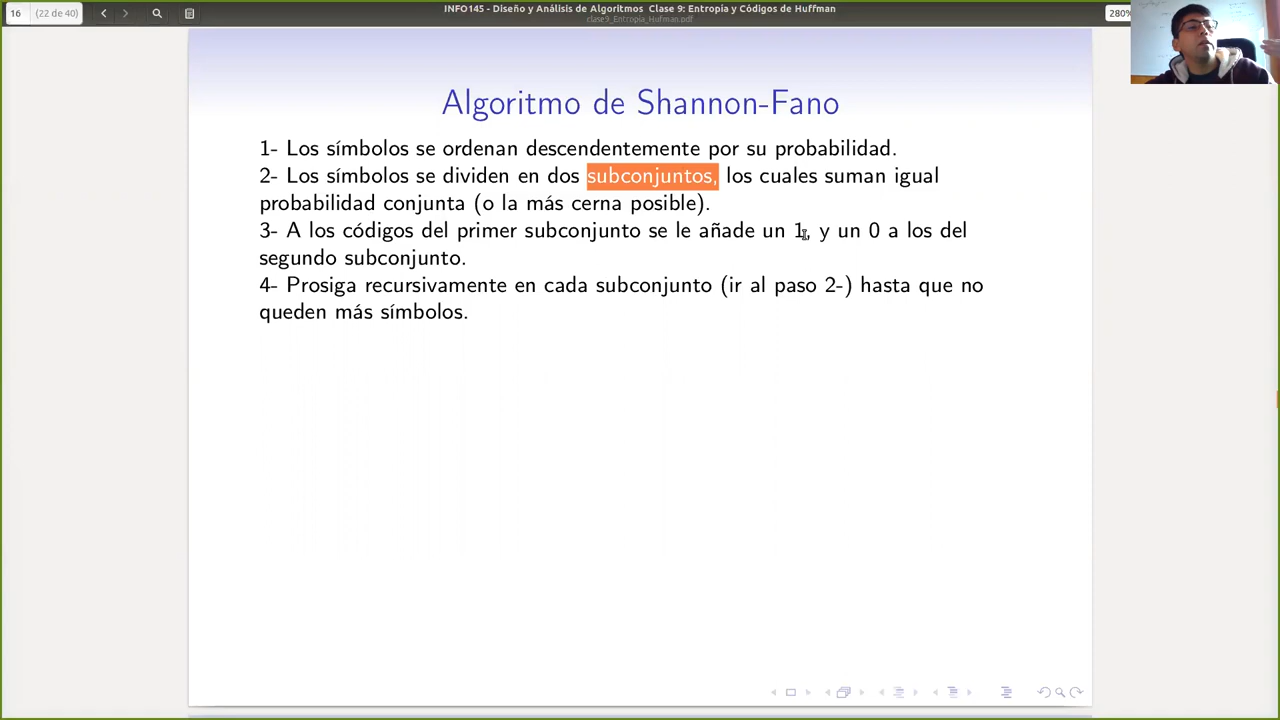 16 (22 de 40)
INFO145 - Diseño y Análisis de Algoritmos Clase 9: Entropía y Códigos de Huffman
clase9_Entropia_Hufman.pdf
280%
Algoritmo de Shannon-Fano
1- Los símbolos se ordenan descendentemente por su probabilidad.
2- Los símbolos se dividen en dos subconjuntos, los cuales suman igual
probabilidad conjunta (o la más cerna posible).
3- A los códigos del primer subconjunto se le añade un 1, y un 0 a los del
segundo subconjunto.
4- Prosiga recursivamente en cada subconjunto (ir al paso 2-) hasta que no
queden más símbolos.